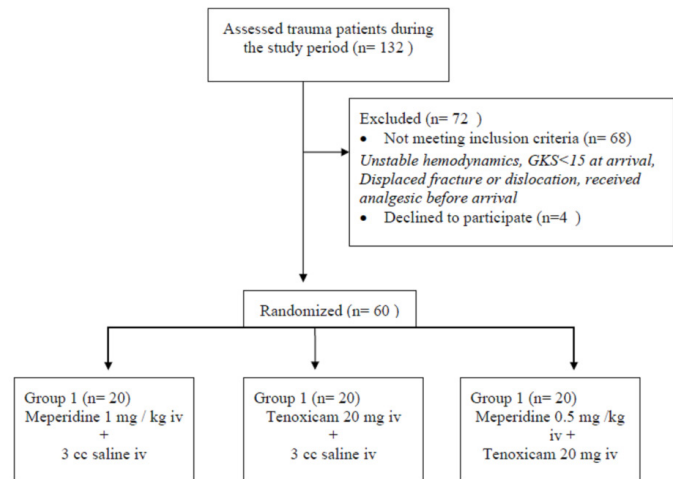 Assessed trauma patients during
the study period (n= 132 )
Excluded (n= 72 )
• Not meeting inclusion criteria (n= 68)
Unstable hemodynamics, GKS<15 at arrival,
Displaced fracture or dislocation, received
analgesic before arrival
• Declined to participate (n=4 )
Randomized (n= 60 )
Group 1 (n= 20)
Meperidine 1 mg / kg iv
+
3 cc saline iv
Group 1 (n= 20)
Tenoxicam 20 mg iv
+
3 cc saline iv
Group 1 (n= 20)
Meperidine 0.5 mg /kg
iv +
Tenoxicam 20 mg iv